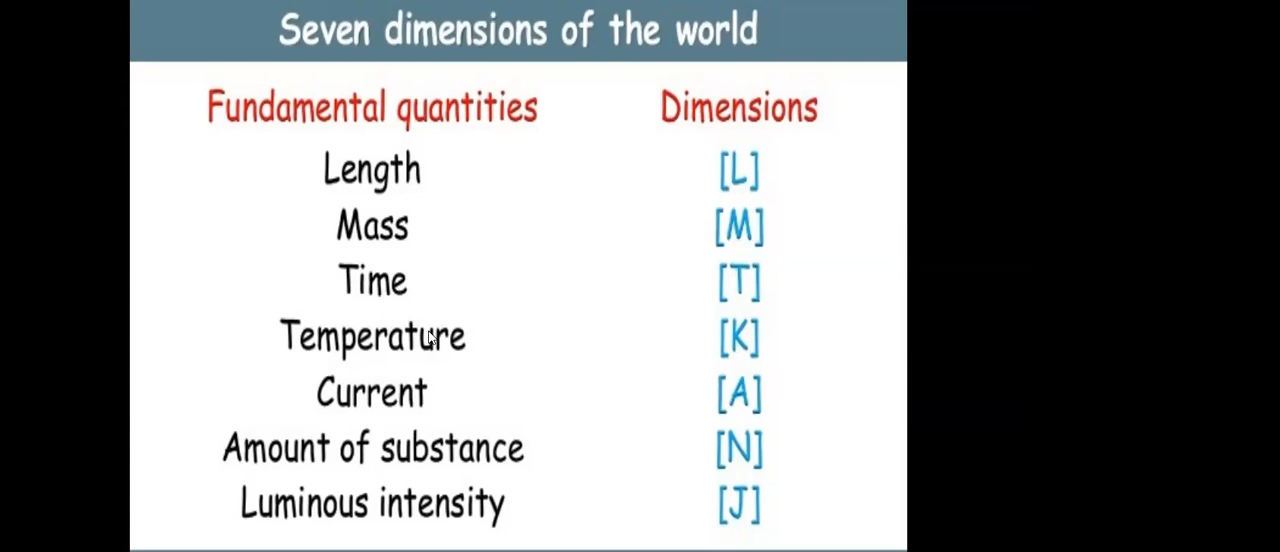 Seven dimensions of the world
Fundamental quantities Dimensions
Length [L]
Mass [M]
Time [T]
Temperature [K]
Current [A]
Amount of substance [N]
Luminous intensity [J]